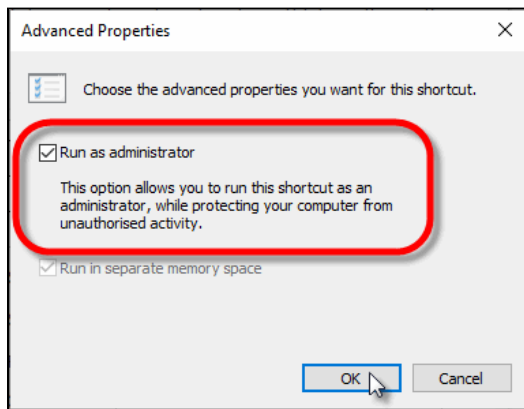 Advanced Properties
Choose the advanced properties you want for this shortcut.
Run as administrator
This option allows you to run this shortcut as an
administrator, while protecting your computer from
unauthorised activity.
Run in separate memory space
OK
Cancel